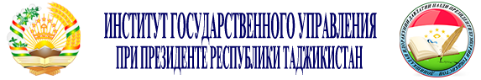 ИНСТИТУТ ГОСУДАРСТВЕННОГО УПРАВЛЕНИЯ
ПРИ ПРЕЗИДЕНТЕ РЕСПУБЛИКИ ТАДЖИКИСТАН